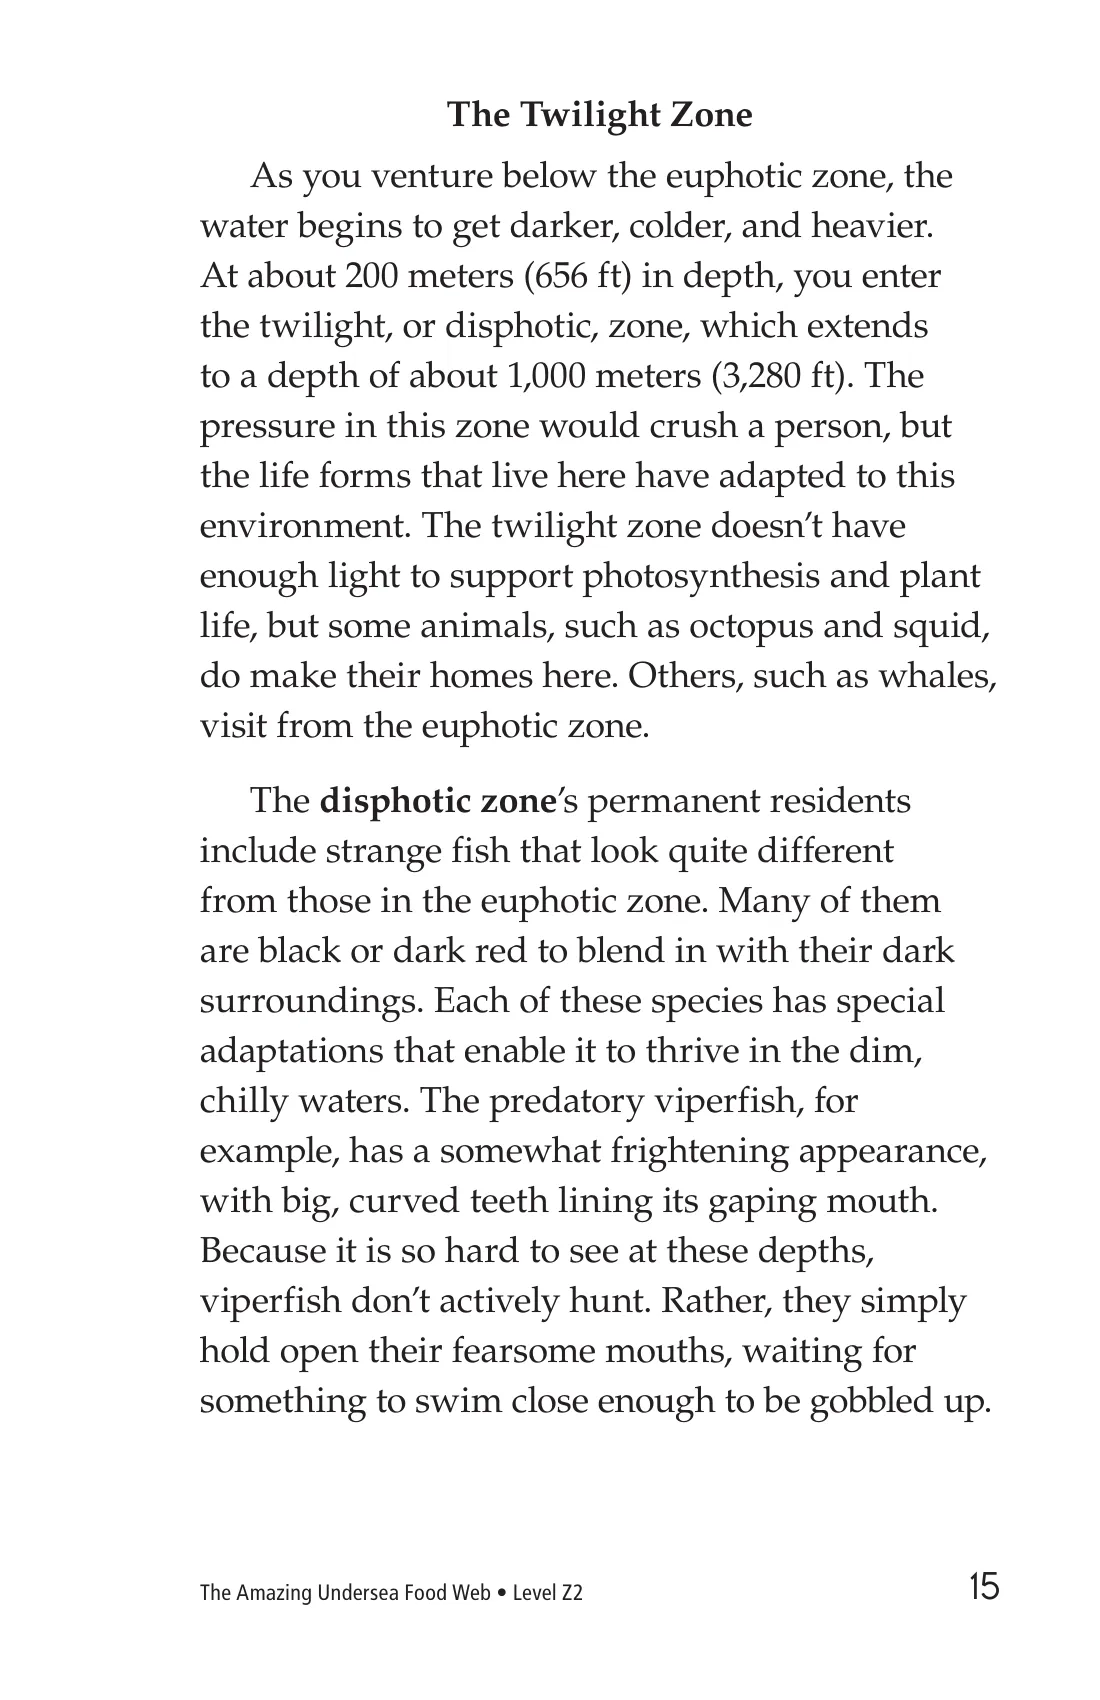 The Twilight Zone
As you venture below the euphotic zone, the
water begins to get darker, colder, and heavier.
At about 200 meters (656 ft) in depth, you enter
the twilight, or disphotic, zone, which extends
to a depth of about 1,000 meters (3,280 ft). The
pressure in this zone would crush a person, but
the life forms that live here have adapted to this
environment. The twilight zone doesn’t have
enough light to support photosynthesis and plant
life, but some animals, such as octopus and squid,
do make their homes here. Others, such as whales,
visit from the euphotic zone.
The disphotic zone’s permanent residents
include strange fish that look quite different
from those in the euphotic zone. Many of them
are black or dark red to blend in with their dark
surroundings. Each of these species has special
adaptations that enable it to thrive in the dim,
chilly waters. The predatory viperfish, for
example, has a somewhat frightening appearance,
with big, curved teeth lining its gaping mouth.
Because it is so hard to see at these depths,
viperfish don’t actively hunt. Rather, they simply
hold open their fearsome mouths, waiting for
something to swim close enough to be gobbled up.
The Amazing Undersea Food Web • Level Z2 15